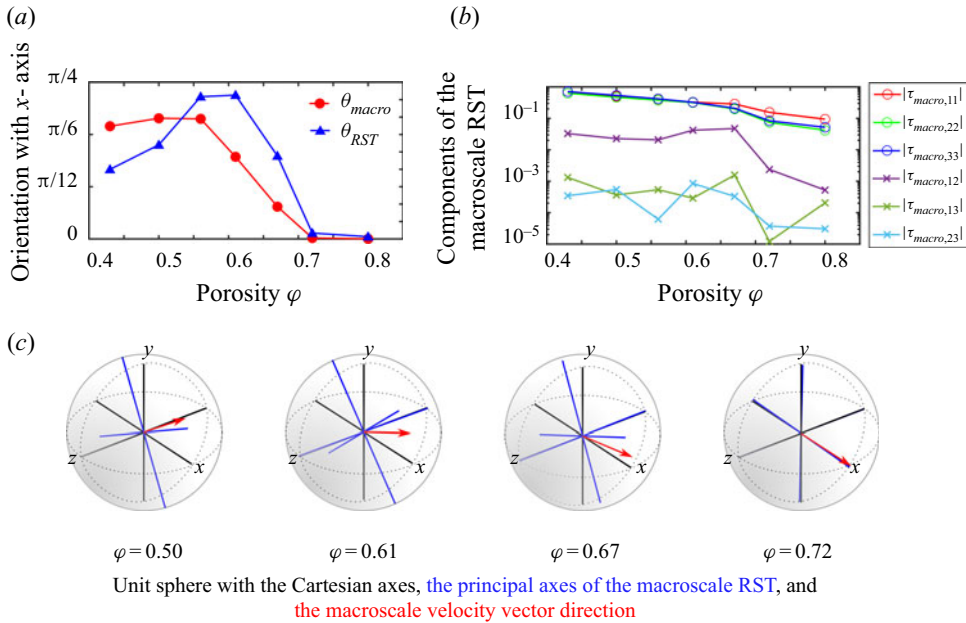 (a)
Orientation with x- axis
π/4
π/6
π/12
0
0.4 0.5 0.6 0.7 0.8
Porosity φ
θmacro
θRST
(b)
Components of the
macroscale RST
10⁻¹
10⁻³
10⁻⁵
0.4 0.5 0.6 0.7 0.8
Porosity φ
|τmacro,11|
|τmacro,22|
|τmacro,33|
|τmacro,12|
|τmacro,13|
|τmacro,23|
(c)
y
z
x
φ = 0.50
y
z
x
φ = 0.61
y
z
x
φ = 0.67
y
z
x
φ = 0.72
Unit sphere with the Cartesian axes, the principal axes of the macroscale RST, and
the macroscale velocity vector direction